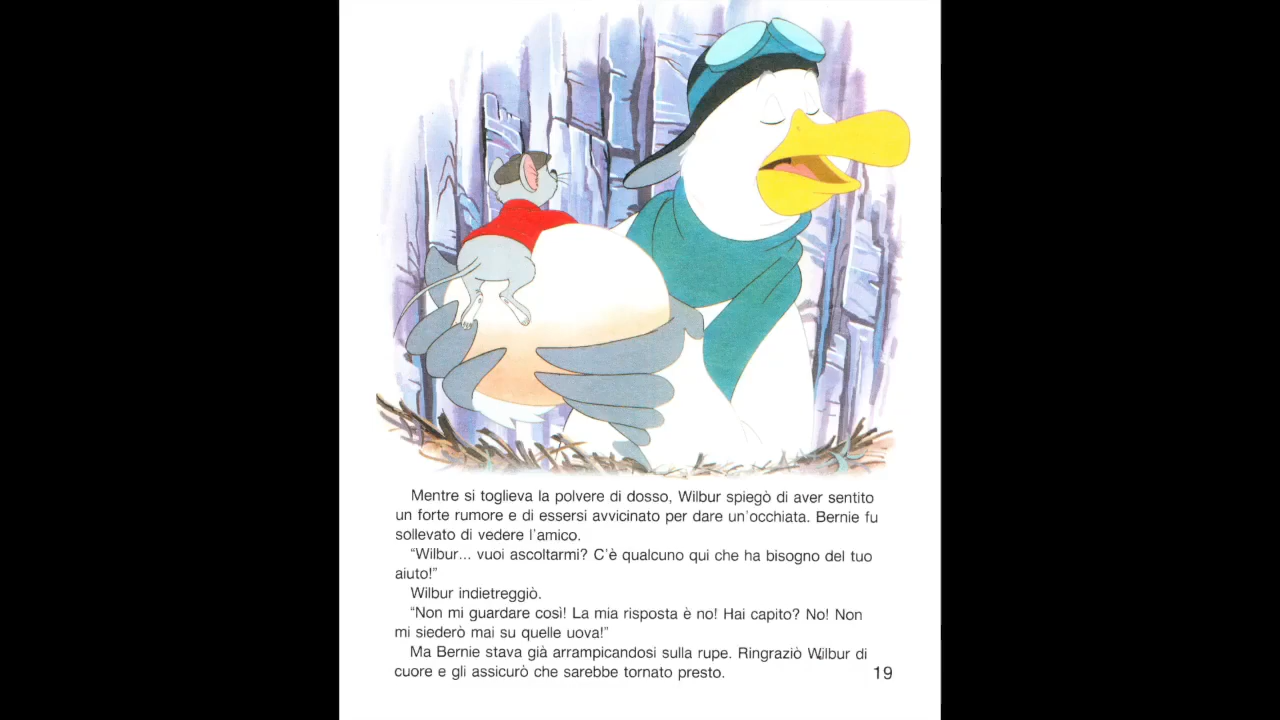 Mentre si toglieva la polvere di dosso, Wilbur spiegò di aver sentito
un forte rumore e di essersi avvicinato per dare un'occhiata. Bernie fu
sollevato di vedere l'amico.
“Wilbur... vuoi ascoltarmi? C'è qualcuno qui che ha bisogno del tuo
aiuto!”
Wilbur indietreggiò.
“Non mi guardare così! La mia risposta è no! Hai capito? No! Non
mi siederò mai su quelle uova!”
Ma Bernie stava già arrampicandosi sulla rupe. Ringraziò Wilbur di
cuore e gli assicurò che sarebbe tornato presto.
19